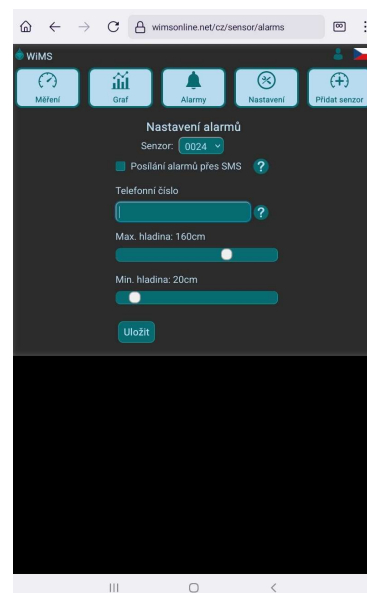 wimsonline.net/cz/sensor/alarms
WiMS
Měření Graf Alarmy Nastavení Přidat senzor
Nastavení alarmů
Senzor: 0024
Posílání alarmů přes SMS ?
Telefonní číslo
?
Max. hladina: 160cm
Min. hladina: 20cm
Uložit